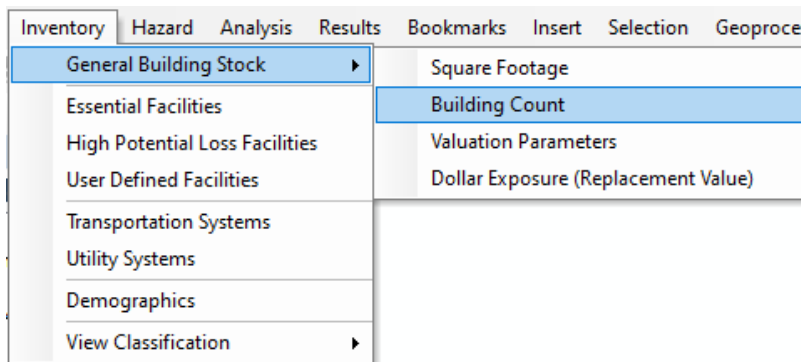 Inventory Hazard Analysis Results Bookmarks Insert Selection Geoproce
General Building Stock
Essential Facilities
High Potential Loss Facilities
User Defined Facilities
Transportation Systems
Utility Systems
Demographics
View Classification
Square Footage
Building Count
Valuation Parameters
Dollar Exposure (Replacement Value)